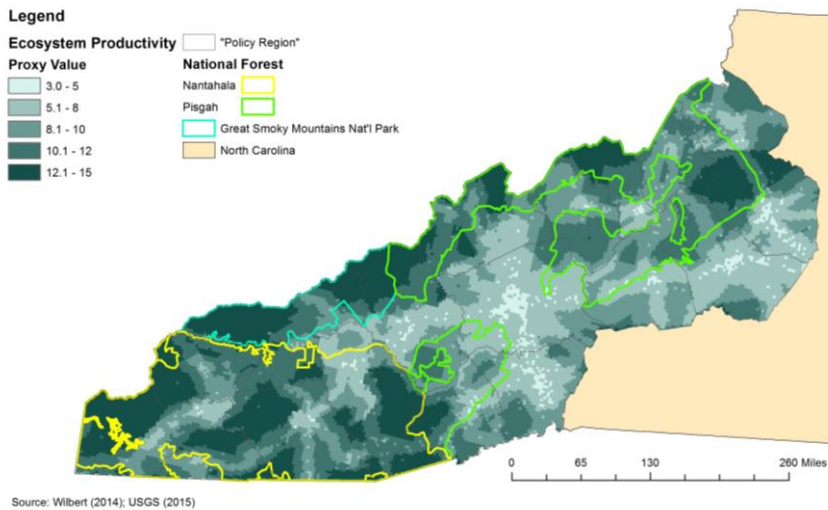 Legend
Ecosystem Productivity
Proxy Value
3.0 - 5
5.1 - 8
8.1 - 10
10.1 - 12
12.1 - 15
"Policy Region"
National Forest
Nantahala
Pisgah
Great Smoky Mountains Nat'l Park
North Carolina
0 65 130 260 Miles
Source: Wilbert (2014); USGS (2015)